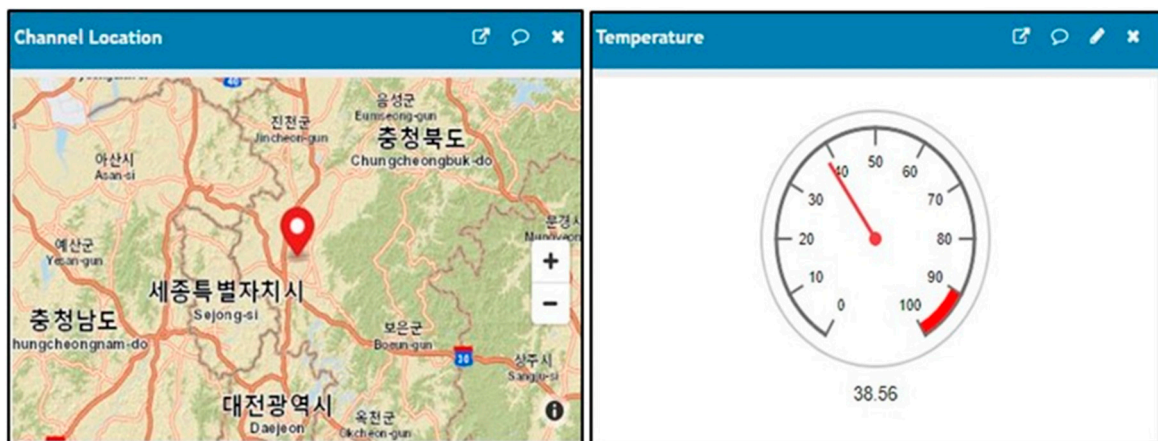 Channel Location
음성군
Eumseong-gun
진천군
Jincheon-gun
충청북도
Chungcheongbuk-do
아산시
Asan-si
예산군
Yesan-gun
세종특별자치시
Sejong-si
충청남도
hungcheongnam-do
보은군
Boeun-gun
30
상주시
Sangju-si
대전광역시
Daejeon
옥천군
Okcheon-gun
+
−
Temperature
0
10
20
30
40
50
60
70
80
90
100
38.56